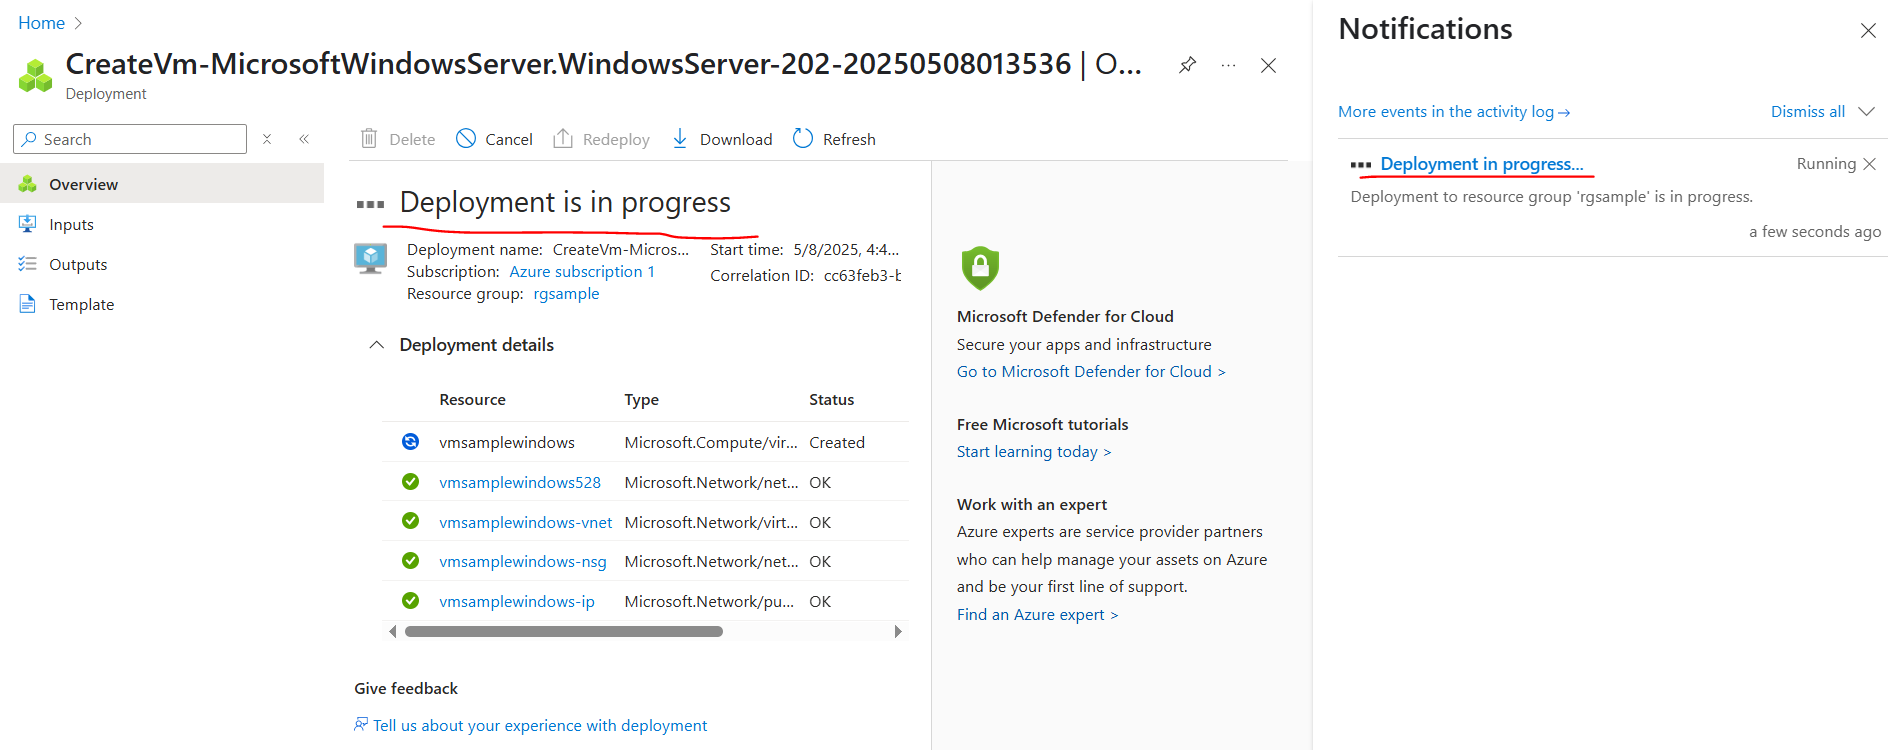 Home
CreateVm-MicrosoftWindowsServer.WindowsServer-202-20250508013536 | O...
Deployment
Search
Overview
Inputs
Outputs
Template
Delete Cancel Redeploy Download Refresh
Deployment is in progress
Deployment name: CreateVm-Micros... Start time: 5/8/2025, 4:4...
Subscription: Azure subscription 1 Correlation ID: cc63feb3-b
Resource group: rgsample
Deployment details
Resource Type Status
vmsamplewindows Microsoft.Compute/vir... Created
vmsamplewindows528 Microsoft.Network/net... OK
vmsamplewindows-vnet Microsoft.Network/virt... OK
vmsamplewindows-nsg Microsoft.Network/net... OK
vmsamplewindows-ip Microsoft.Network/pu... OK
Give feedback
Tell us about your experience with deployment
Microsoft Defender for Cloud
Secure your apps and infrastructure
Go to Microsoft Defender for Cloud >
Free Microsoft tutorials
Start learning today >
Work with an expert
Azure experts are service provider partners
who can help manage your assets on Azure
and be your first line of support.
Find an Azure expert >
Notifications
More events in the activity log → Dismiss all
Deployment in progress... Running
Deployment to resource group 'rgsample' is in progress.
a few seconds ago